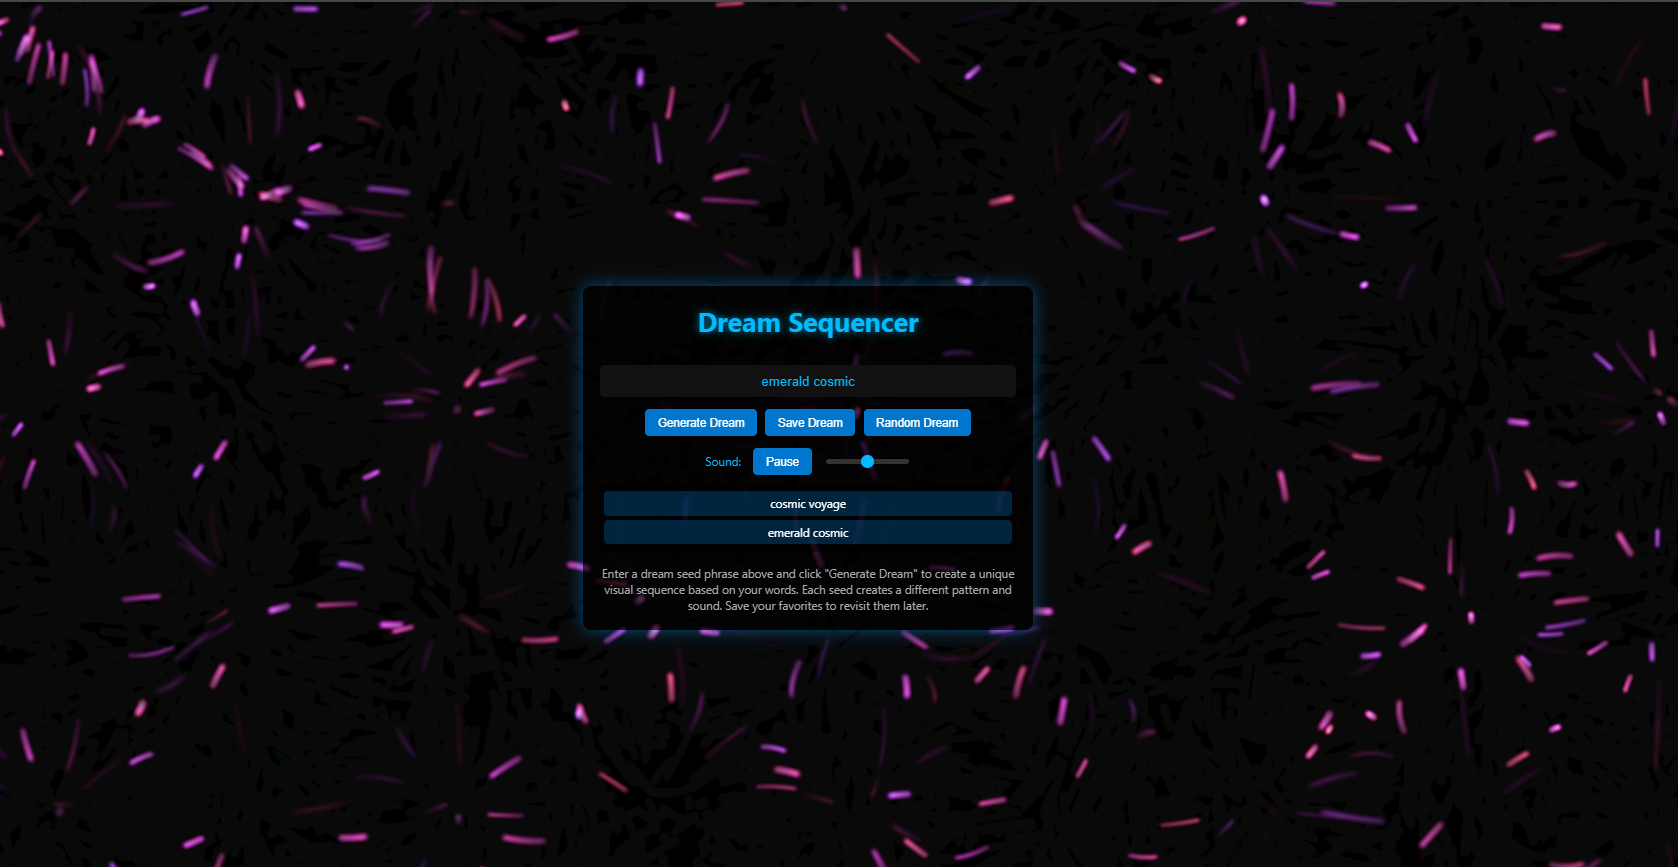 Dream Sequencer
emerald cosmic
Generate Dream Save Dream Random Dream
Sound: Pause
cosmic voyage
emerald cosmic
Enter a dream seed phrase above and click "Generate Dream" to create a unique
visual sequence based on your words. Each seed creates a different pattern and
sound. Save your favorites to revisit them later.